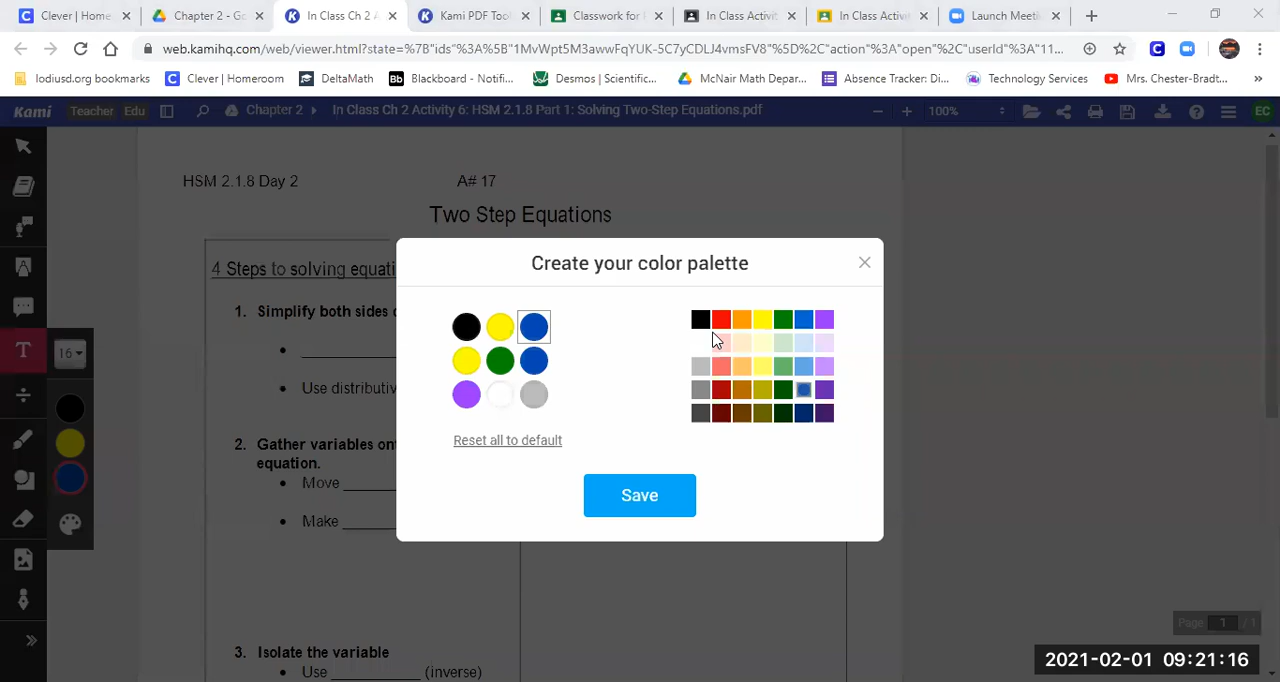 Clever | Home
Chapter 2 - Go
In Class Ch 2 A
Kami PDF Too
Classwork for
In Class Activit
In Class Activi
Launch Meeti
web.kamihq.com/web/viewer.html?state=%7B"ids"%3A%5B"1MvWpt5M3awwFqYUK-5C7yCDLJ4vmsFV8"%5D%2C"action"%3A"open"%2C"userId"%3A"11...
lodiusd.org bookmarks
Clever | Homeroom
DeltaMath
Bb Blackboard - Notifi...
Desmos | Scientific...
McNair Math Depar...
Absence Tracker: Di...
Technology Services
Mrs. Chester-Bradt...
»
Kami Teacher Edu
Chapter 2
In Class Ch 2 Activity 6: HSM 2.1.8 Part 1: Solving Two-Step Equations.pdf
100%
EC
HSM 2.1.8 Day 2 A# 17
Two Step Equations
4 Steps to solving equati
1. Simplify both sides
Use distributiv
2. Gather variables on
equation.
Move
Make
3. Isolate the variable
Use (inverse)
T
16
Create your color palette
Reset all to default
Save
Page 1 / 1
2021-02-01 09:21:16